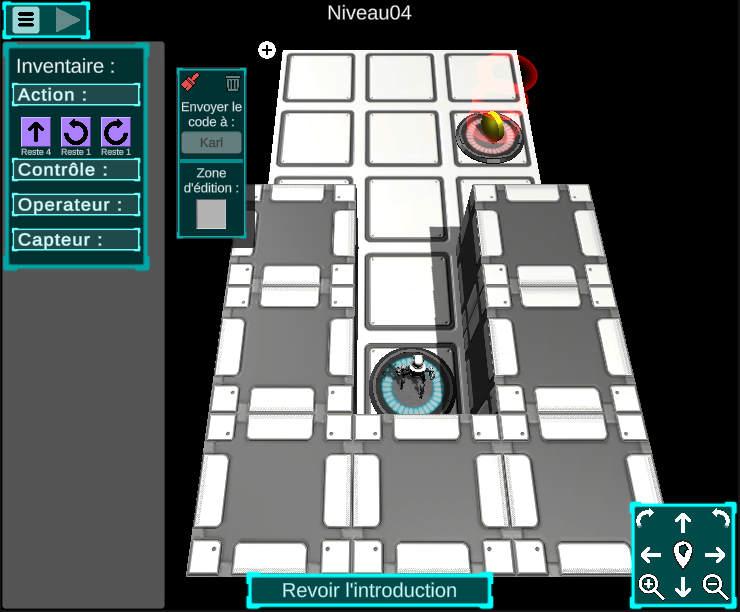 Niveau04
Inventaire :
Action :
Reste 4 Reste 1 Reste 1
Contrôle :
Operateur :
Capteur :
Envoyer le
code à :
Karl
Zone
d'édition :
Revoir l'introduction